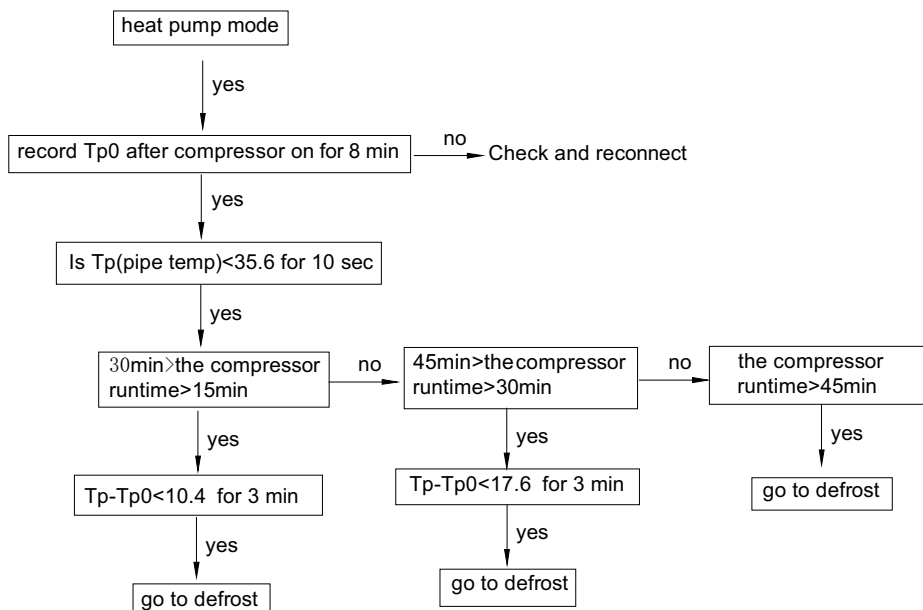 heat pump mode
yes
record Tp0 after compressor on for 8 min
no
Check and reconnect
yes
Is Tp(pipe temp)<35.6 for 10 sec
yes
30min>the compressor
runtime>15min
no
45min>the compressor
runtime>30min
no
the compressor
runtime>45min
yes
yes
yes
Tp-Tp0<10.4 for 3 min
Tp-Tp0<17.6 for 3 min
go to defrost
yes
yes
go to defrost
go to defrost